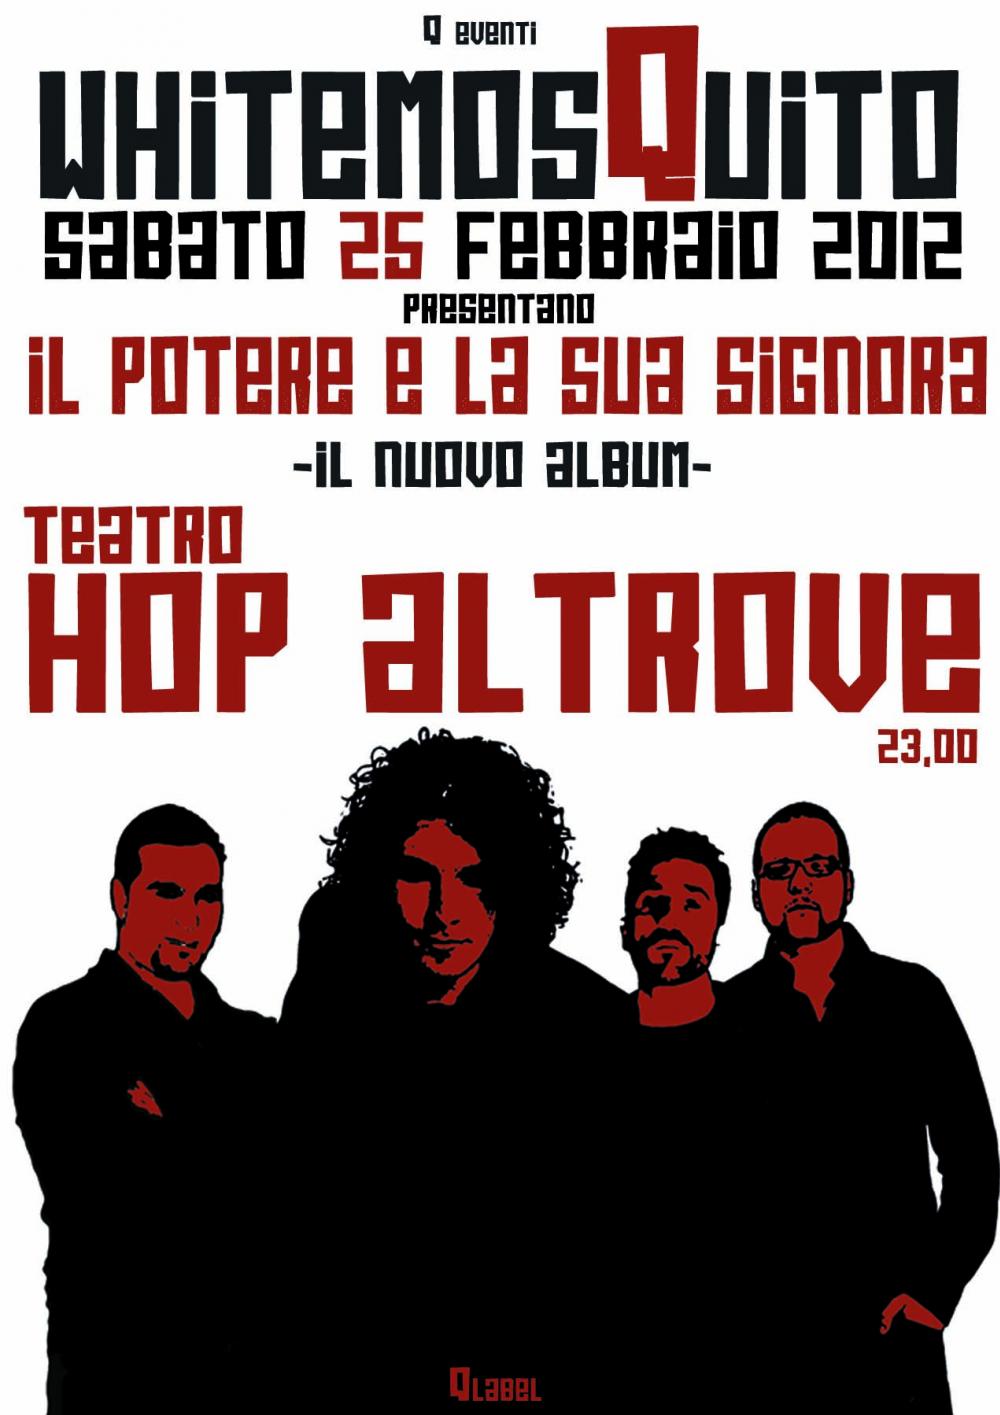 Q eventi
WHiTeMOSQUiTO
SaBaTO 25 FeBBRaiO 2012
PReSeNTaNO
iL POTeRe e La SUa SiGNORa
-iL NUOVO aLBUM-
TeaTRO
HOP aLTROVe
23,00
QLaBeL